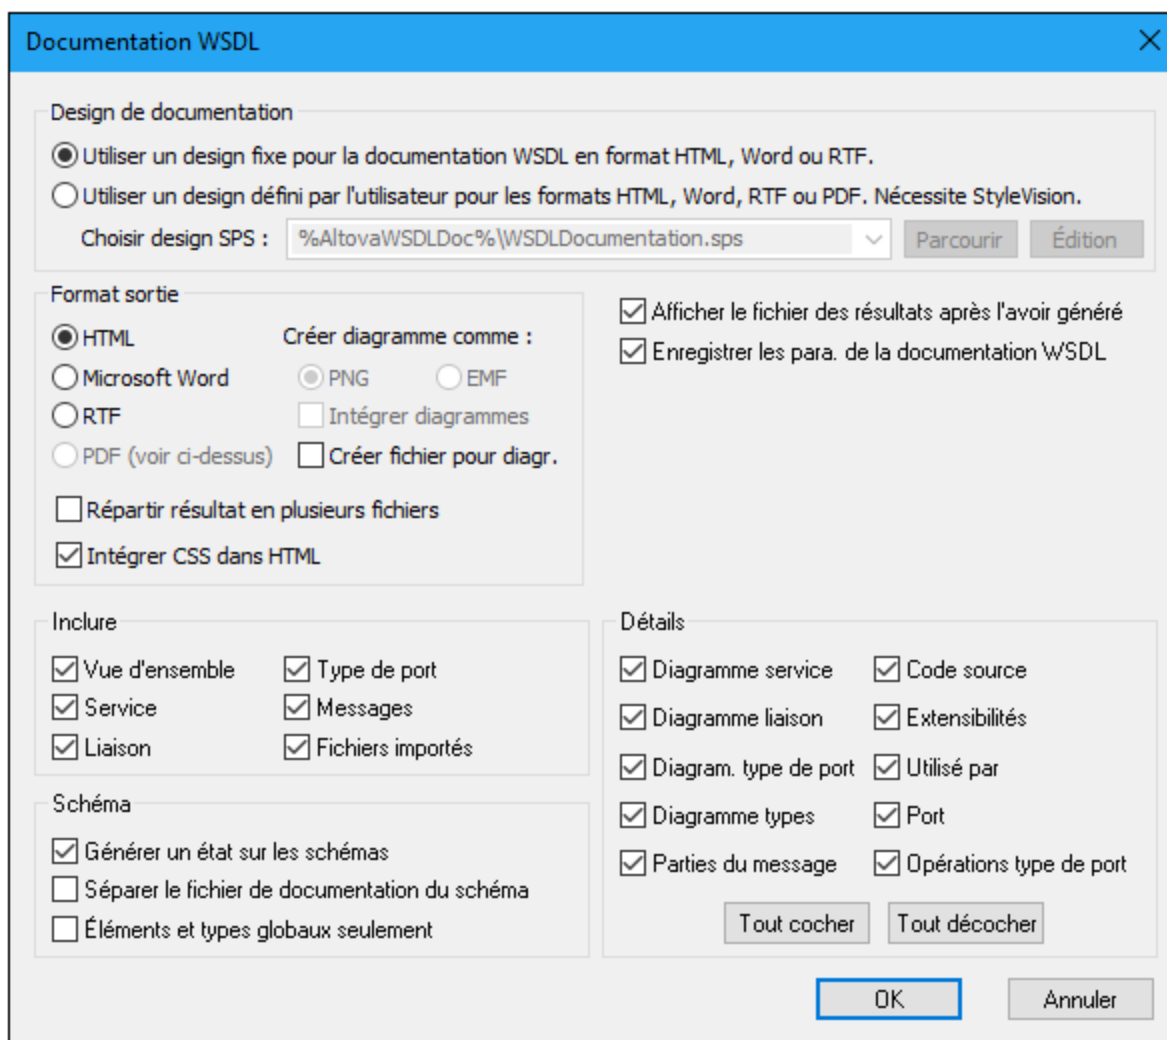 Documentation WSDL
Design de documentation
Utiliser un design fixe pour la documentation WSDL en format HTML, Word ou RTF.
Utiliser un design défini par l'utilisateur pour les formats HTML, Word, RTF ou PDF. Nécessite StyleVision.
Choisir design SPS : %AltovaWSDLDoc%\WSDLDocumentation.sps Parcourir Édition
Format sortie
HTML Créer diagramme comme :
Microsoft Word PNG EMF
RTF Intégrer diagrammes
PDF (voir ci-dessus) Créer fichier pour diagr.
Répartir résultat en plusieurs fichiers
Intégrer CSS dans HTML
Afficher le fichier des résultats après l'avoir généré
Enregistrer les para. de la documentation WSDL
Inclure
Vue d'ensemble Type de port
Service Messages
Liaison Fichiers importés
Schéma
Générer un état sur les schémas
Séparer le fichier de documentation du schéma
Éléments et types globaux seulement
Détails
Diagramme service Code source
Diagramme liaison Extensibilités
Diagram. type de port Utilisé par
Diagramme types Port
Parties du message Opérations type de port
Tout cocher Tout décocher
OK Annuler